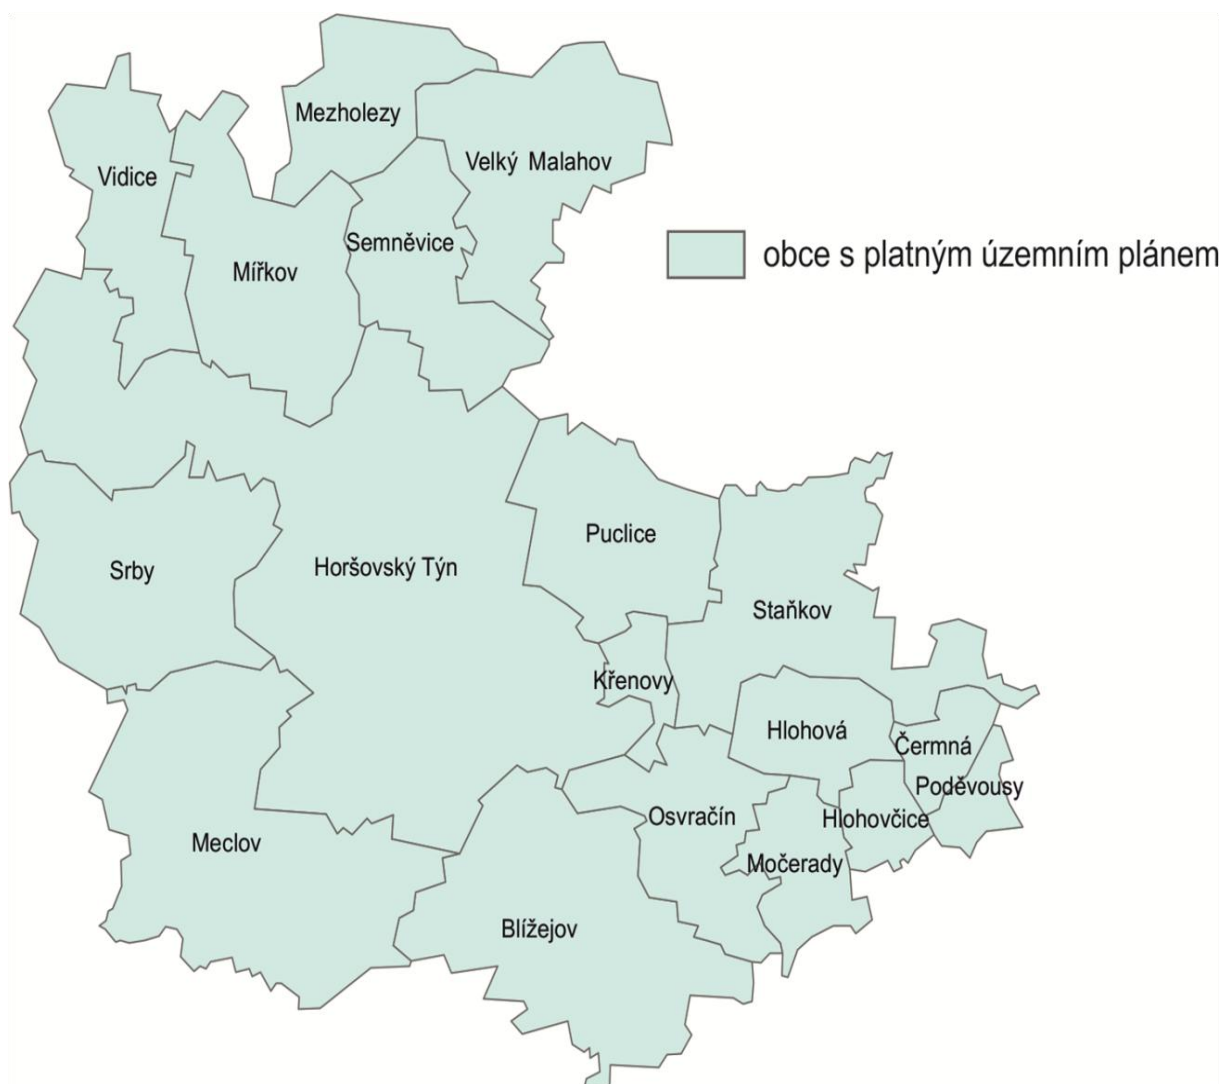 Mezholezy
Velký Malahov
Vidice
Semněvice
Mířkov
obce s platným územním plánem
Puclice
Horšovský Týn
Srby
Staňkov
Křenovy
Hlohová
Čermná
Poděvousy
Osvračín
Hlohovčice
Meclov
Močerady
Blížejov